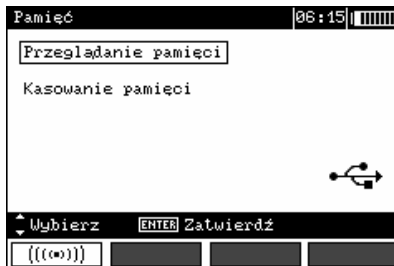 Pamięć 06:15
Przeglądanie pamięci
Kasowanie pamięci
Wybierz ENTER Zatwierdź